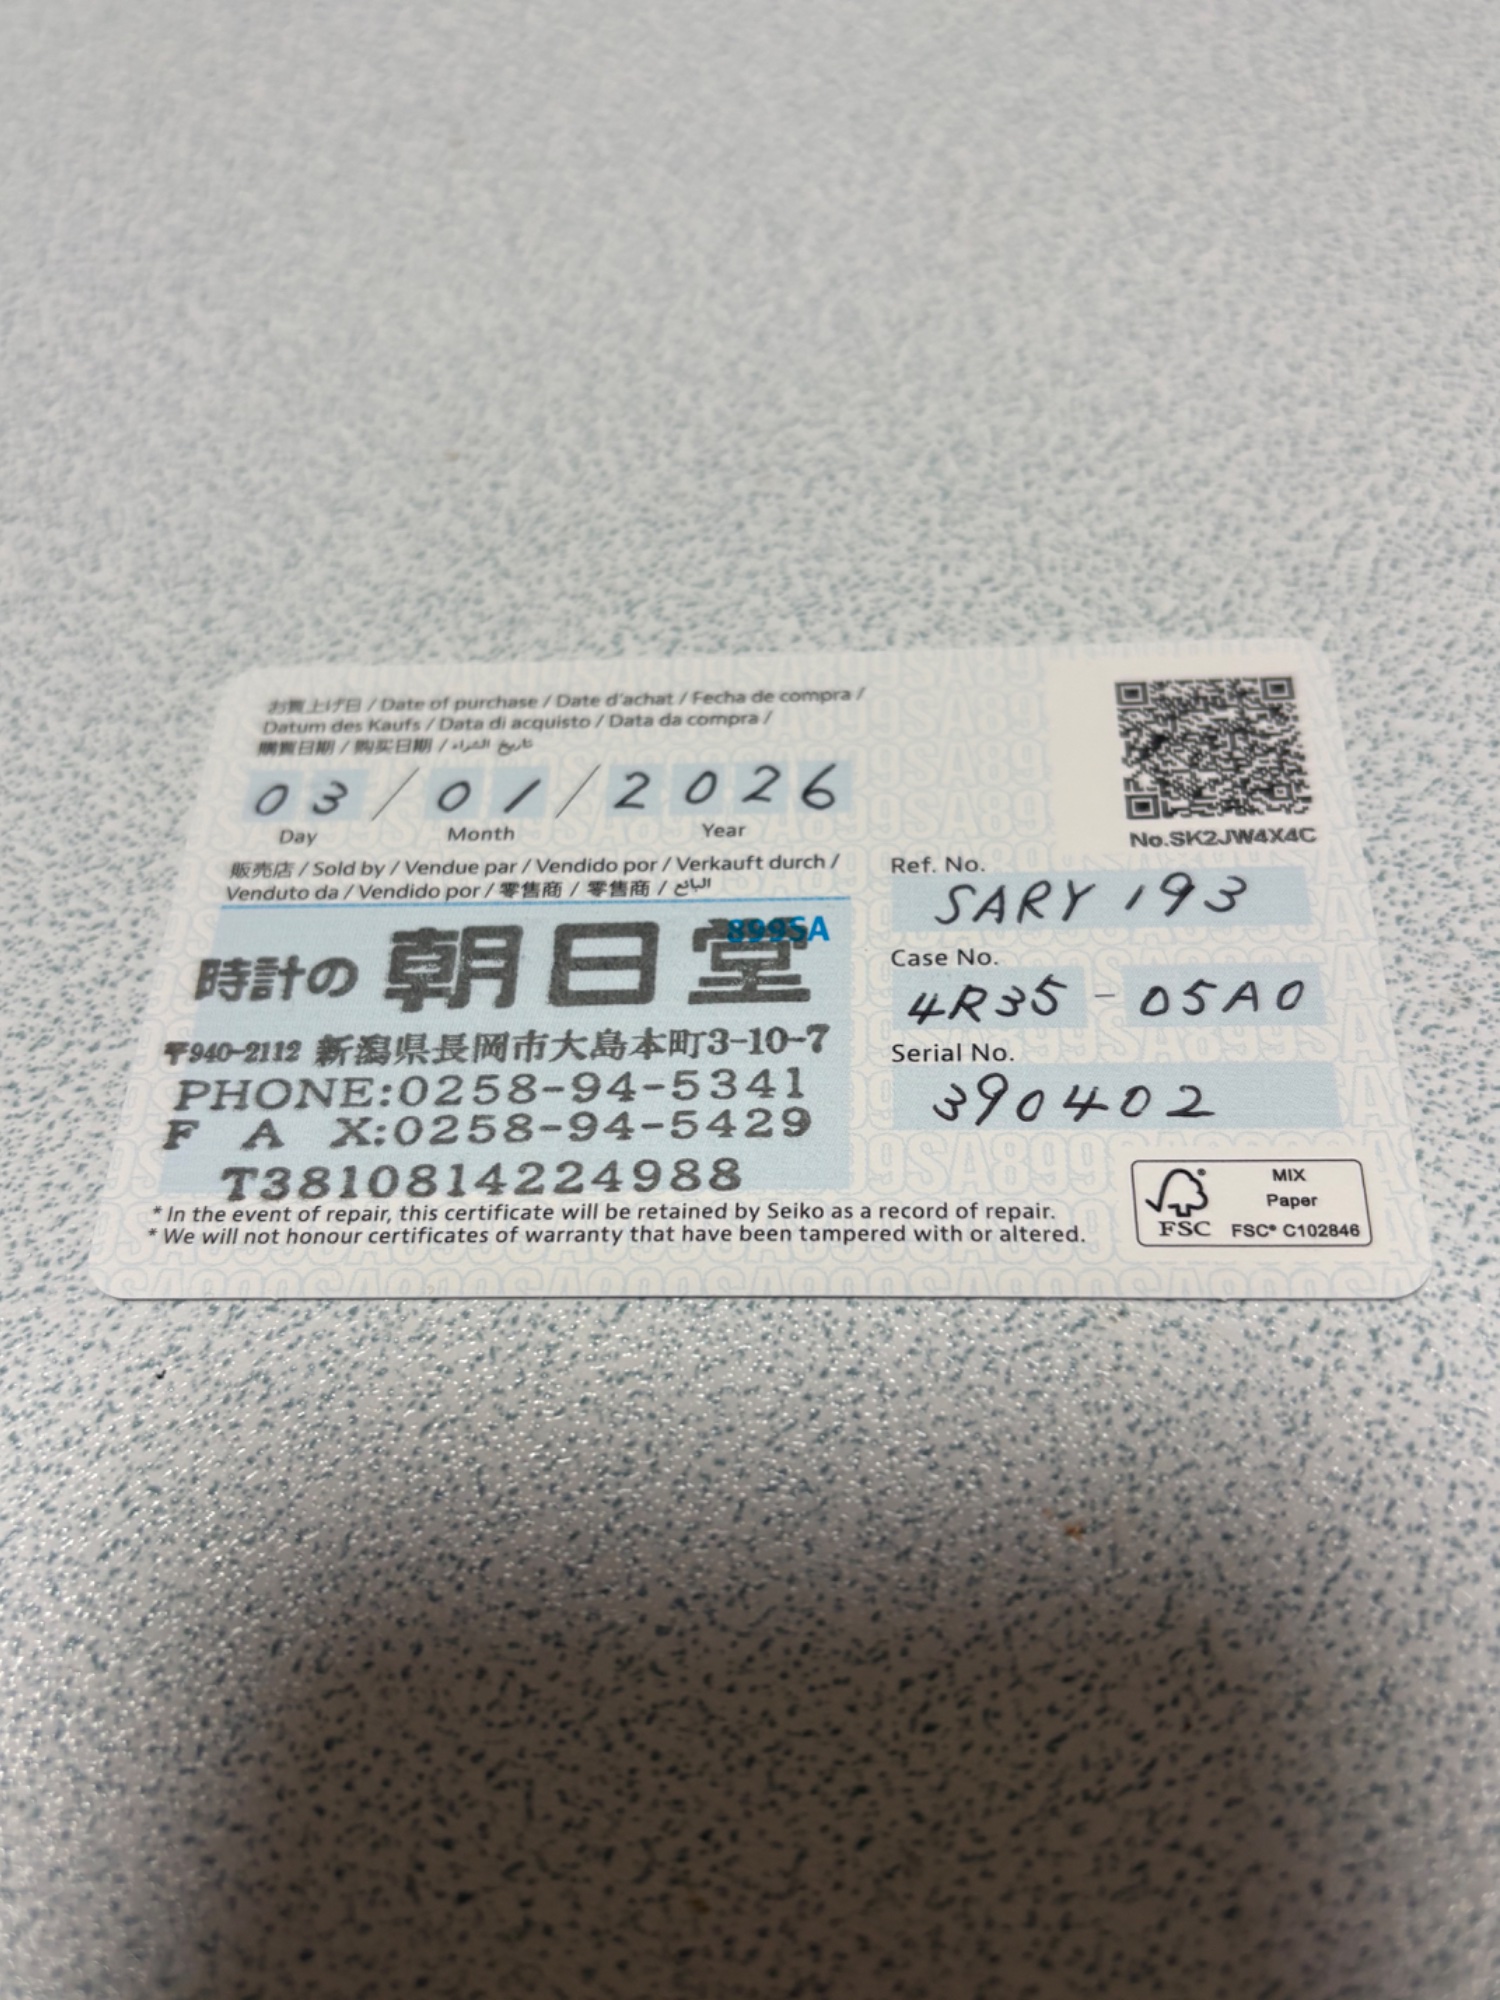 お買上げ日 / Date of purchase / Date d'achat / Fecha de compra /
Datum des Kaufs / Data di acquisto / Data da compra /
購買日期 / 购买日期 / تاريخ الشراء
03 / 01 / 2026
Day Month Year
No.SK2JW4X4C
販売店 / Sold by / Vendue par / Vendido por / Verkauft durch /
Venduto da / Vendido por / 零售商 / 零售商 / البائع
899SA
時計の 朝日堂
〒940-2112 新潟県長岡市大島本町3-10-7
PHONE:0258-94-5341
FAX:0258-94-5429
T3810814224988
Ref. No.
SARY 193
Case No.
4R35 - 05A0
Serial No.
390402
* In the event of repair, this certificate will be retained by Seiko as a record of repair.
* We will not honour certificates of warranty that have been tampered with or altered.
FSC
MIX
Paper
FSC® C102846